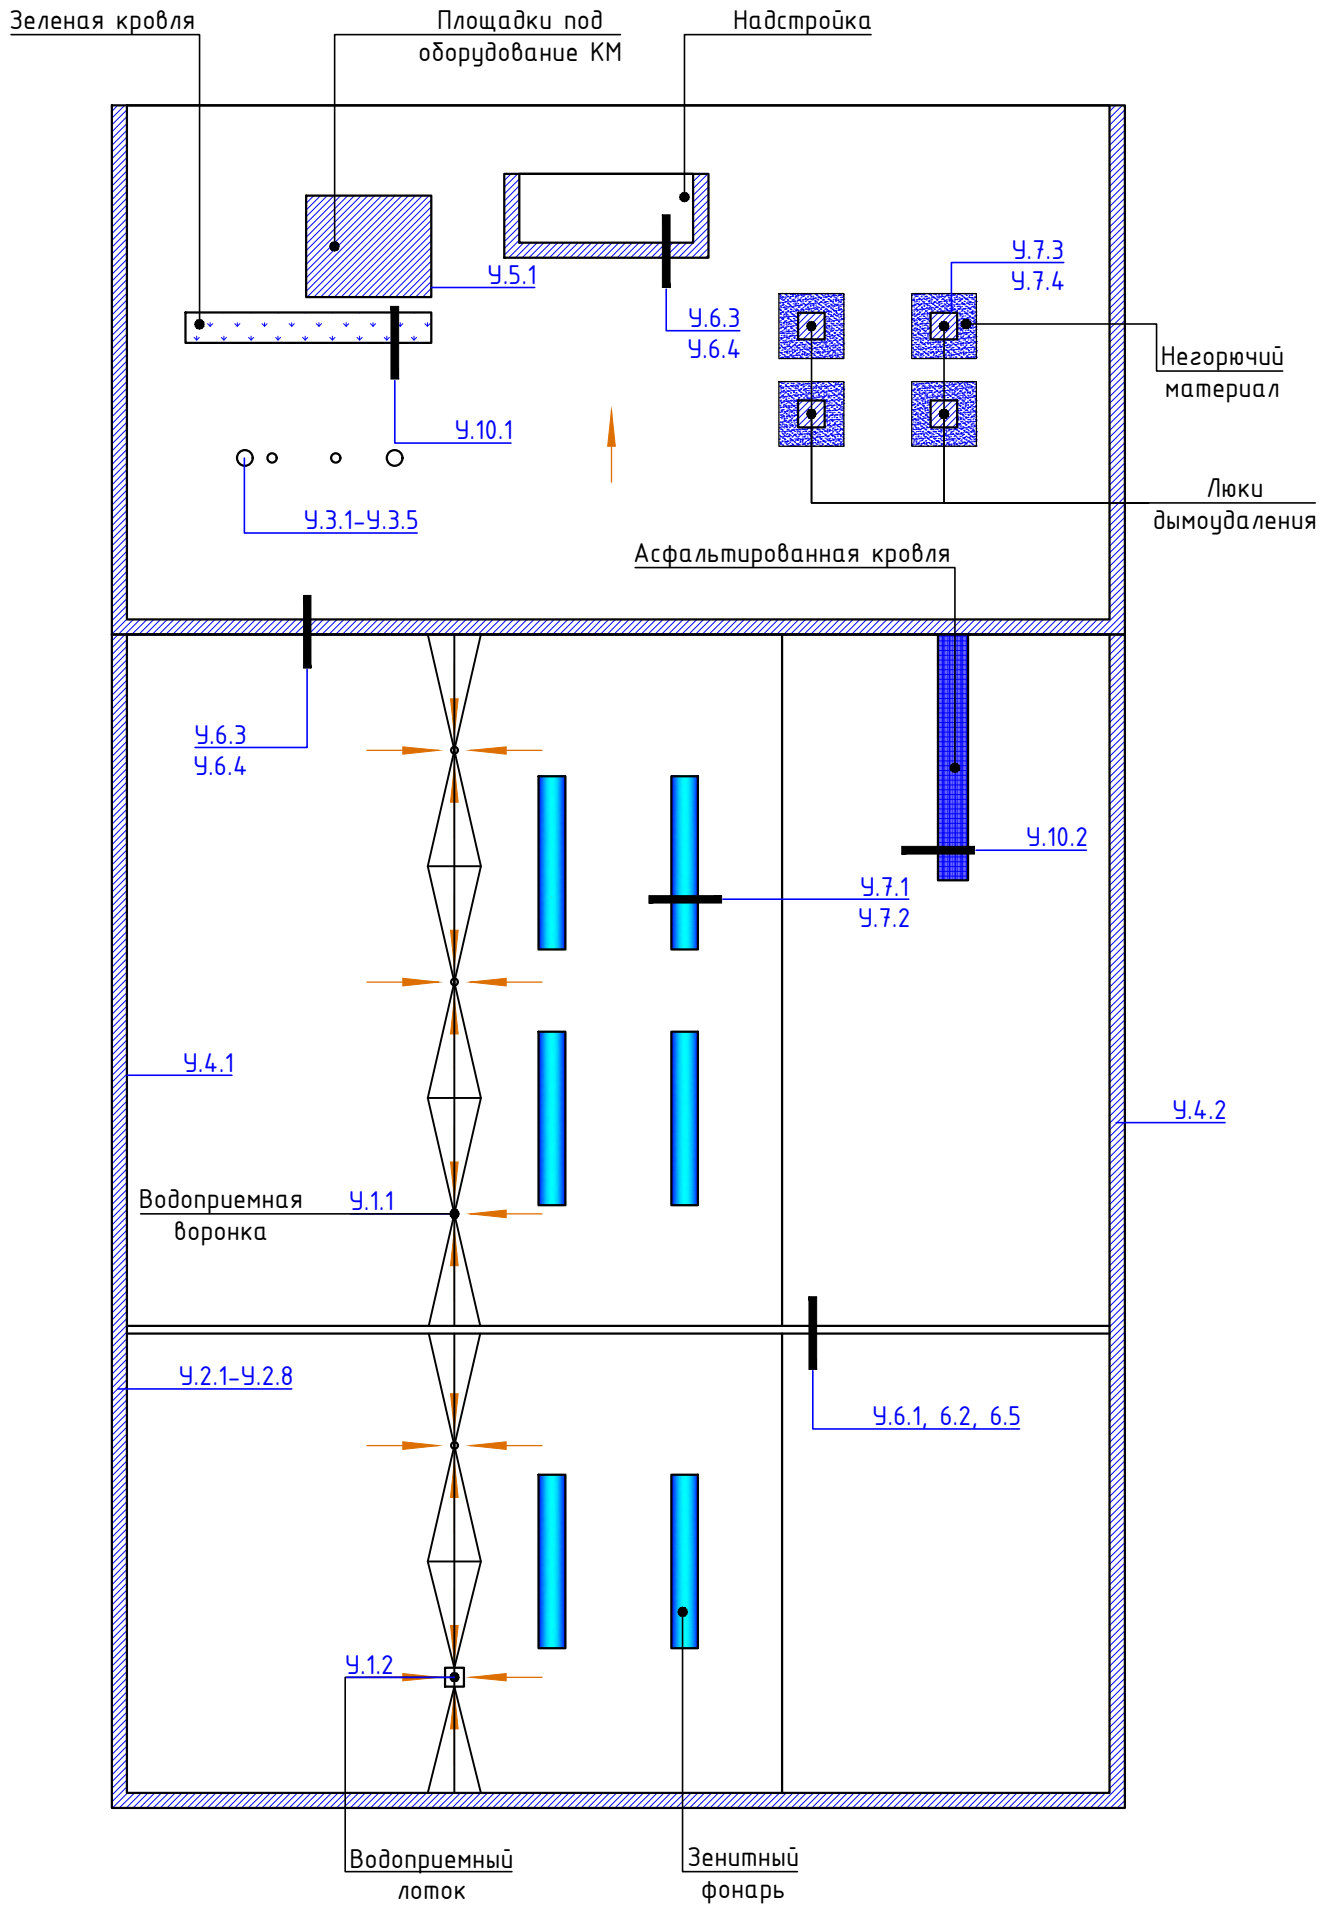 Зеленая кровля
Площадки под
оборудование КМ
Надстройка
У.5.1
У.6.3
У.6.4
У.7.3
У.7.4
Негорючий
материал
У.10.1
У.3.1-У.3.5
Люки
дымоудаления
Асфальтированная кровля
У.6.3
У.6.4
У.10.2
У.7.1
У.7.2
У.4.1
У.4.2
Водоприемная
воронка
У.1.1
У.2.1-У.2.8
У.6.1, 6.2, 6.5
У.1.2
Водоприемный
лоток
Зенитный
фонарь